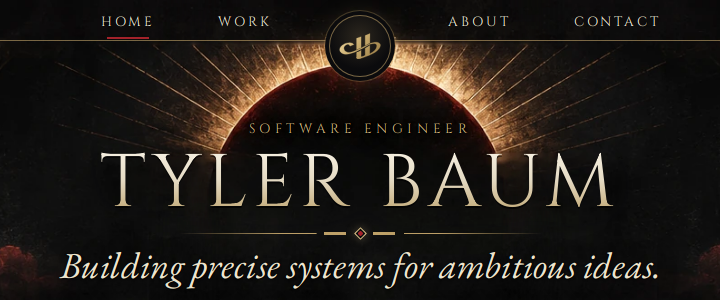 HOME WORK ABOUT CONTACT
SOFTWARE ENGINEER
TYLER BAUM
Building precise systems for ambitious ideas.